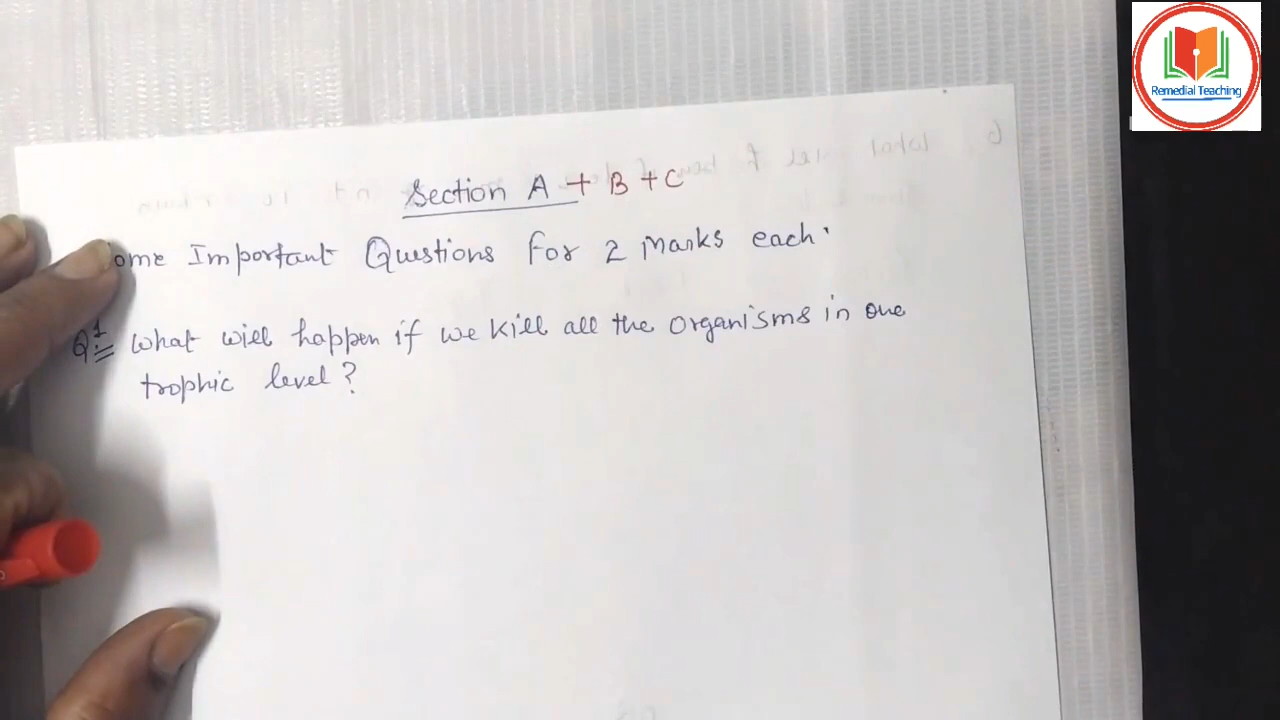 Remedial Teaching
Section A + B + C
ome Important Questions for 2 Marks each.
Q.1 What will happen if we kill all the organisms in one
trophic level?